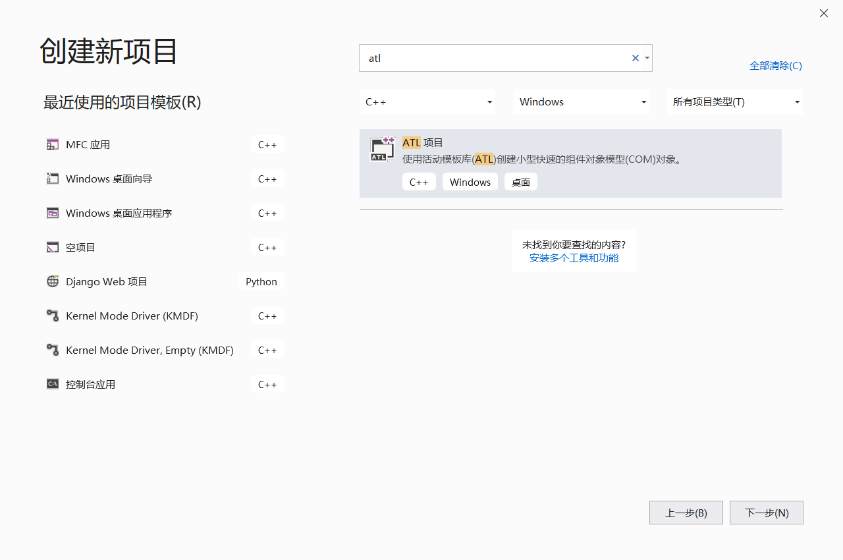 创建新项目
最近使用的项目模板(R)
MFC 应用 C++
Windows 桌面向导 C++
Windows 桌面应用程序 C++
空项目 C++
Django Web 项目 Python
Kernel Mode Driver (KMDF) C++
Kernel Mode Driver, Empty (KMDF) C++
控制台应用 C++
atl
全部清除(C)
C++ Windows 所有项目类型(T)
ATL 项目
使用活动模板库(ATL)创建小型快速的组件对象模型(COM)对象。
C++ Windows 桌面
未找到你要查找的内容?
安装多个工具和功能
上一步(B) 下一步(N)